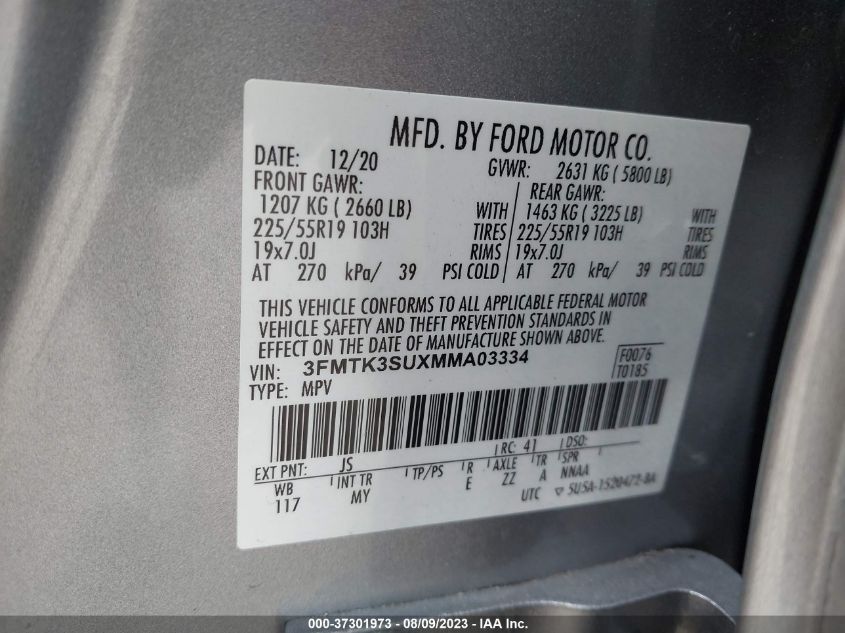 MFD. BY FORD MOTOR CO.
DATE: 12/20 GVWR: 2631 KG ( 5800 LB)
FRONT GAWR: REAR GAWR:
1207 KG ( 2660 LB) WITH 1463 KG ( 3225 LB) WITH
225/55R19 103H TIRES 225/55R19 103H TIRES
19x7.0J RIMS 19x7.0J RIMS
AT 270 kPa/ 39 PSI COLD AT 270 kPa/ 39 PSI COLD
THIS VEHICLE CONFORMS TO ALL APPLICABLE FEDERAL MOTOR
VEHICLE SAFETY AND THEFT PREVENTION STANDARDS IN
EFFECT ON THE DATE OF MANUFACTURE SHOWN ABOVE.
VIN: 3FMTK3SUXMMA03334 F0076
TYPE: MPV T0185
EXT PNT: JS RC: 41 DSO:
WB INT TR TP/PS R AXLE TR SPR
117 MY E ZZ A NNAA
UTC ▽ 5U5A-1520472-BA
000-37301973 — 08/09/2023 — IAAI.com